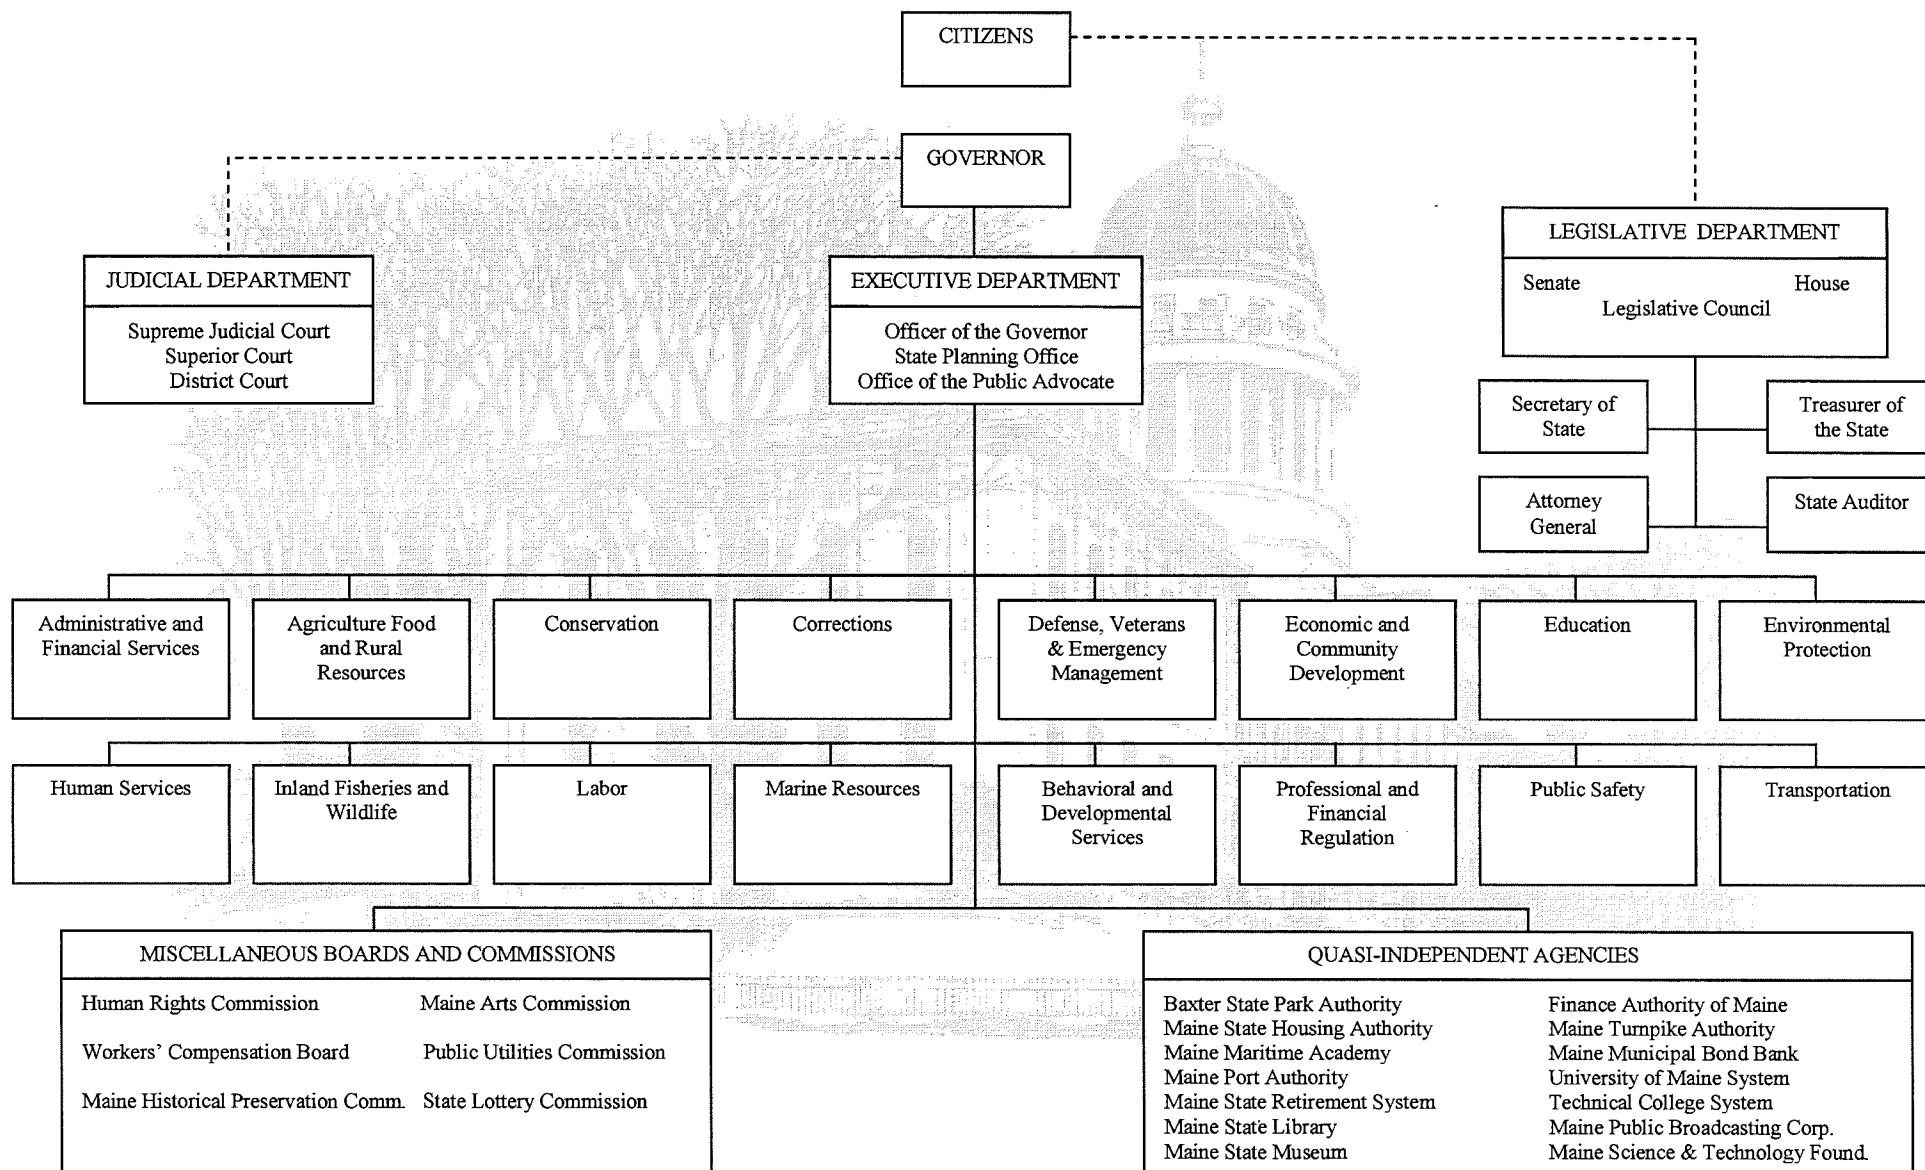 CITIZENS
GOVERNOR
LEGISLATIVE DEPARTMENT
Senate House
Legislative Council
JUDICIAL DEPARTMENT
Supreme Judicial Court
Superior Court
District Court
EXECUTIVE DEPARTMENT
Officer of the Governor
State Planning Office
Office of the Public Advocate
Secretary of
State
Treasurer of
the State
Attorney
General
State Auditor
Administrative and
Financial Services
Agriculture Food
and Rural
Resources
Conservation
Corrections
Defense, Veterans
& Emergency
Management
Economic and
Community
Development
Education
Environmental
Protection
Human Services
Inland Fisheries and
Wildlife
Labor
Marine Resources
Behavioral and
Developmental
Services
Professional and
Financial
Regulation
Public Safety
Transportation
MISCELLANEOUS BOARDS AND COMMISSIONS
Human Rights Commission Maine Arts Commission
Workers' Compensation Board Public Utilities Commission
Maine Historical Preservation Comm. State Lottery Commission
QUASI-INDEPENDENT AGENCIES
Baxter State Park Authority Finance Authority of Maine
Maine State Housing Authority Maine Turnpike Authority
Maine Maritime Academy Maine Municipal Bond Bank
Maine Port Authority University of Maine System
Maine State Retirement System Technical College System
Maine State Library Maine Public Broadcasting Corp.
Maine State Museum Maine Science & Technology Found.